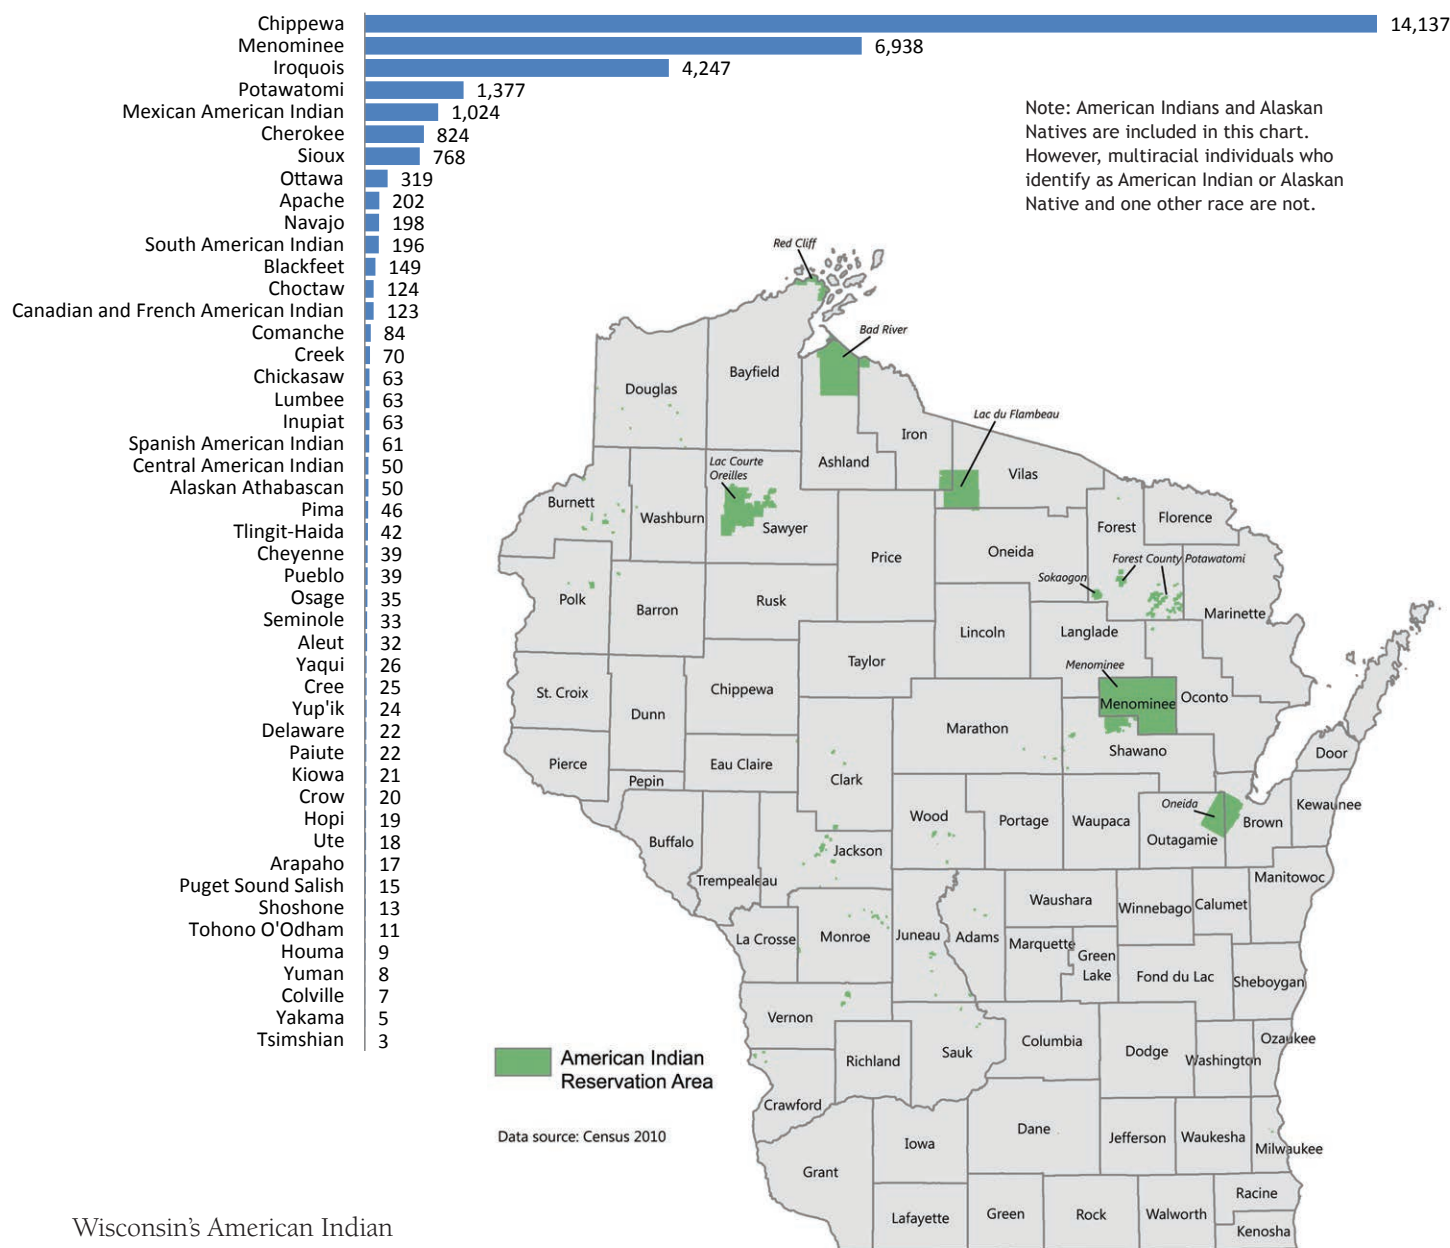 Chippewa 14,137
Menominee 6,938
Iroquois 4,247
Potawatomi 1,377
Mexican American Indian 1,024
Cherokee 824
Sioux 768
Ottawa 319
Apache 202
Navajo 198
South American Indian 196
Blackfeet 149
Choctaw 124
Canadian and French American Indian 123
Comanche 84
Creek 70
Chickasaw 63
Lumbee 63
Inupiat 63
Spanish American Indian 61
Central American Indian 50
Alaskan Athabascan 50
Pima 46
Tlingit-Haida 42
Cheyenne 39
Pueblo 39
Osage 35
Seminole 33
Aleut 32
Yaqui 26
Cree 25
Yup'ik 24
Delaware 22
Paiute 22
Kiowa 21
Crow 20
Hopi 19
Ute 18
Arapaho 17
Puget Sound Salish 15
Shoshone 13
Tohono O'Odham 11
Houma 9
Yuman 8
Colville 7
Yakama 5
Tsimshian 3
Note: American Indians and Alaskan
Natives are included in this chart.
However, multiracial individuals who
identify as American Indian or Alaskan
Native and one other race are not.
Red Cliff
Bad River
Bayfield
Douglas
Lac du Flambeau
Iron
Ashland
Lac Courte
Oreilles
Vilas
Burnett
Washburn
Sawyer
Forest
Florence
Price
Oneida
Forest County Potawatomi
Sokaogon
Polk
Barron
Rusk
Marinette
Lincoln
Langlade
Taylor
Menominee
St. Croix
Chippewa
Oconto
Menominee
Dunn
Marathon
Shawano
Door
Pierce
Eau Claire
Clark
Pepin
Oneida
Kewaunee
Wood
Portage
Waupaca
Brown
Outagamie
Buffalo
Jackson
Trempealeau
Manitowoc
Waushara
Winnebago
Calumet
La Crosse
Monroe
Juneau
Adams
Marquette
Green
Lake
Fond du Lac
Sheboygan
Vernon
Columbia
Ozaukee
Sauk
Dodge
Washington
Richland
American Indian
Reservation Area
Crawford
Data source: Census 2010
Iowa
Dane
Jefferson
Waukesha
Milwaukee
Grant
Racine
Lafayette
Green
Rock
Walworth
Kenosha
Wisconsin's American Indian